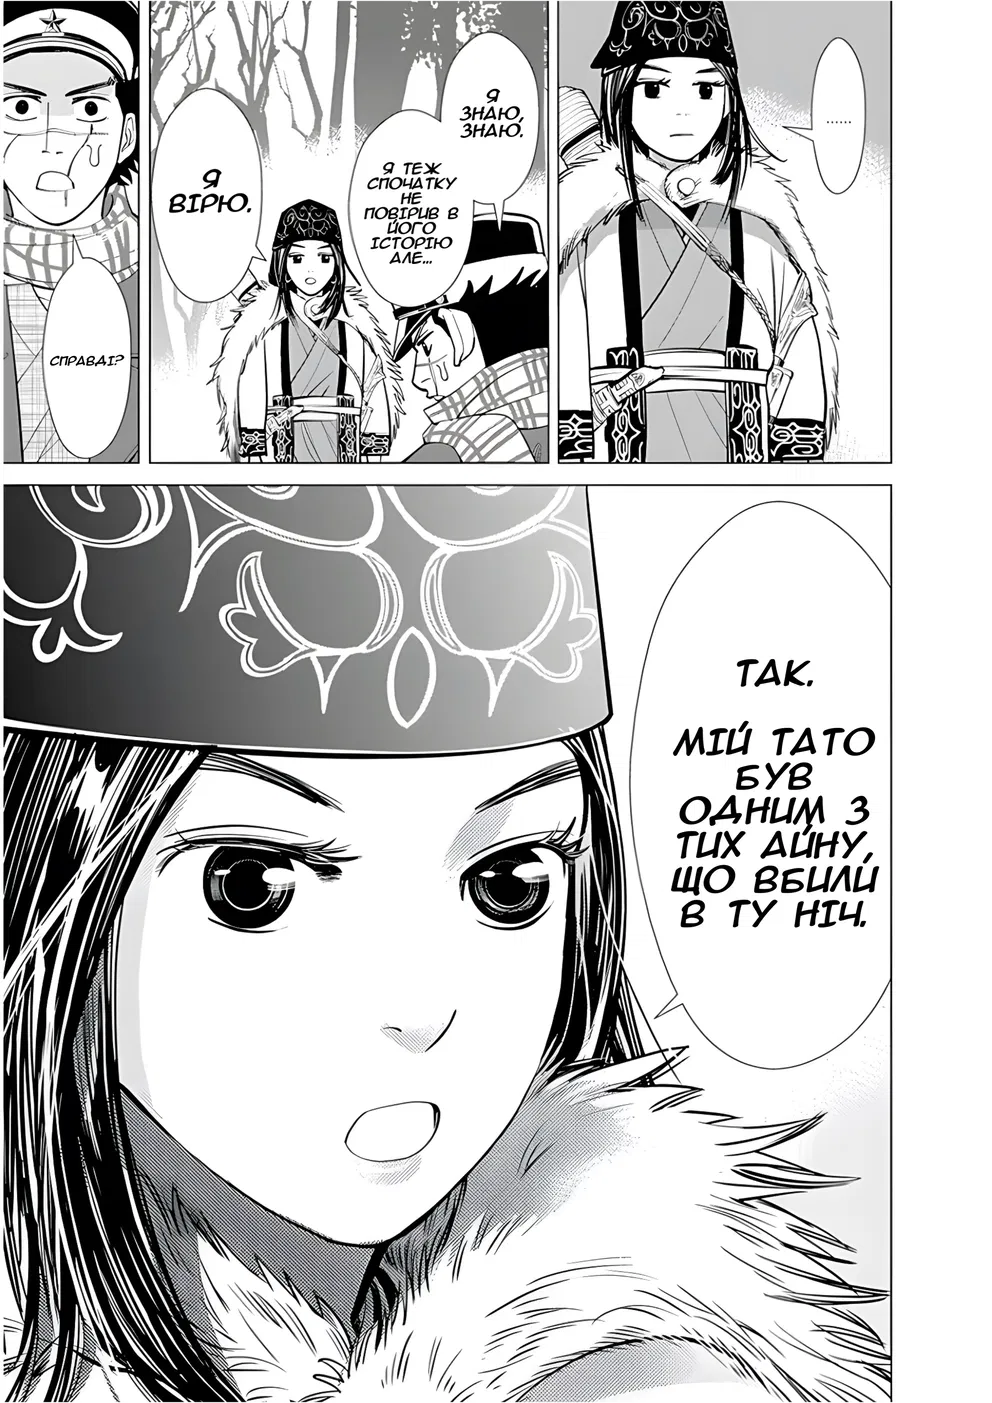 ......
Я
ЗНАЮ,
ЗНАЮ.
Я ТЕЖ
СПОЧАТКУ
НЕ
ПОВІРИВ В
ЙОГО
ІСТОРІЮ
АЛЕ...
Я
ВІРЮ.
СПРАВДІ?
ТАК.
МІЙ ТАТО
БУВ
ОДНИМ З
ТИХ АЙНУ,
ЩО ВБИЛИ
В ТУ НІЧ.